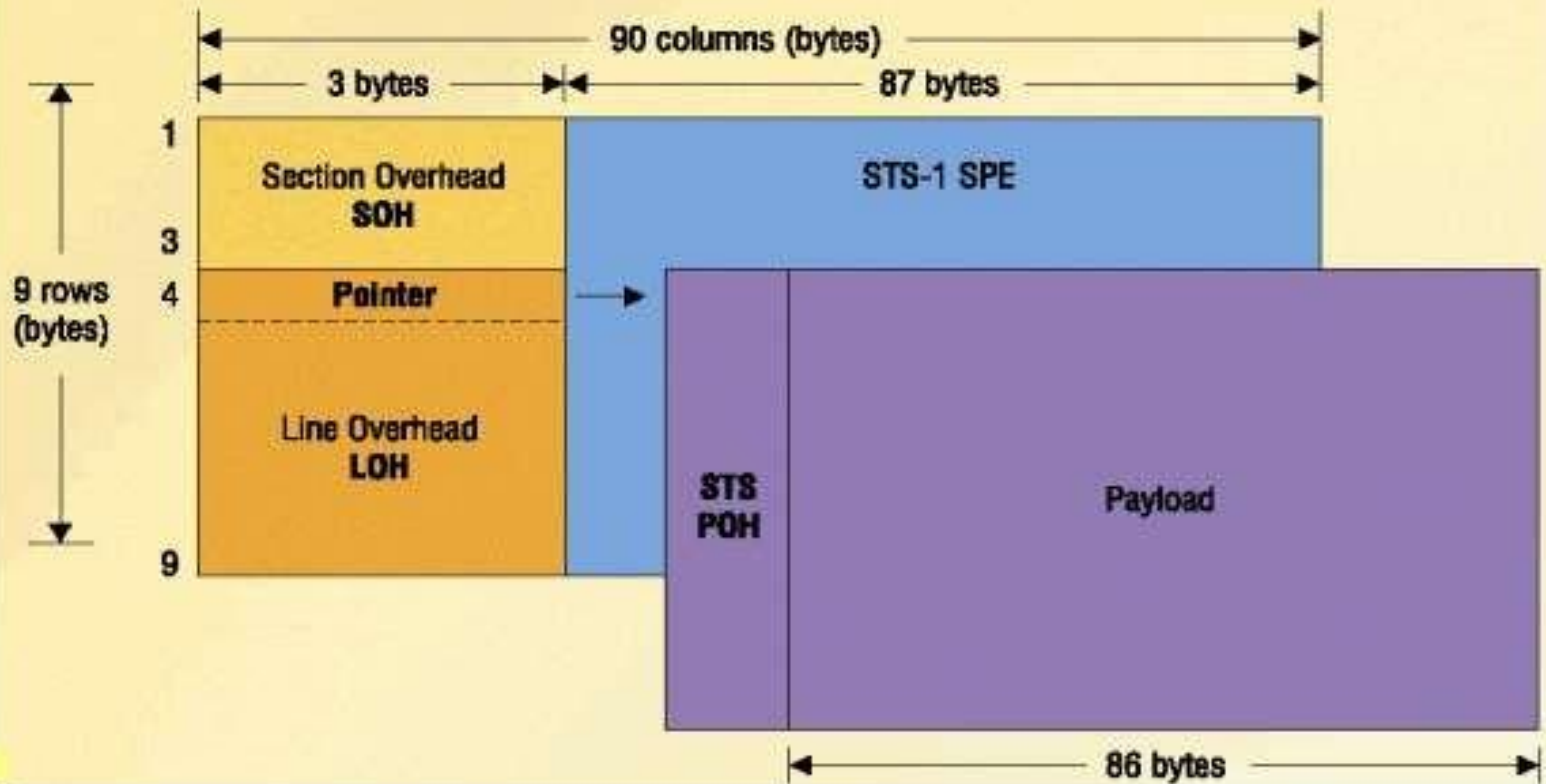 90 columns (bytes)
3 bytes
87 bytes
1
Section Overhead
SOH
STS-1 SPE
3
9 rows
(bytes)
4
Pointer
Line Overhead
LOH
STS
POH
Payload
9
86 bytes